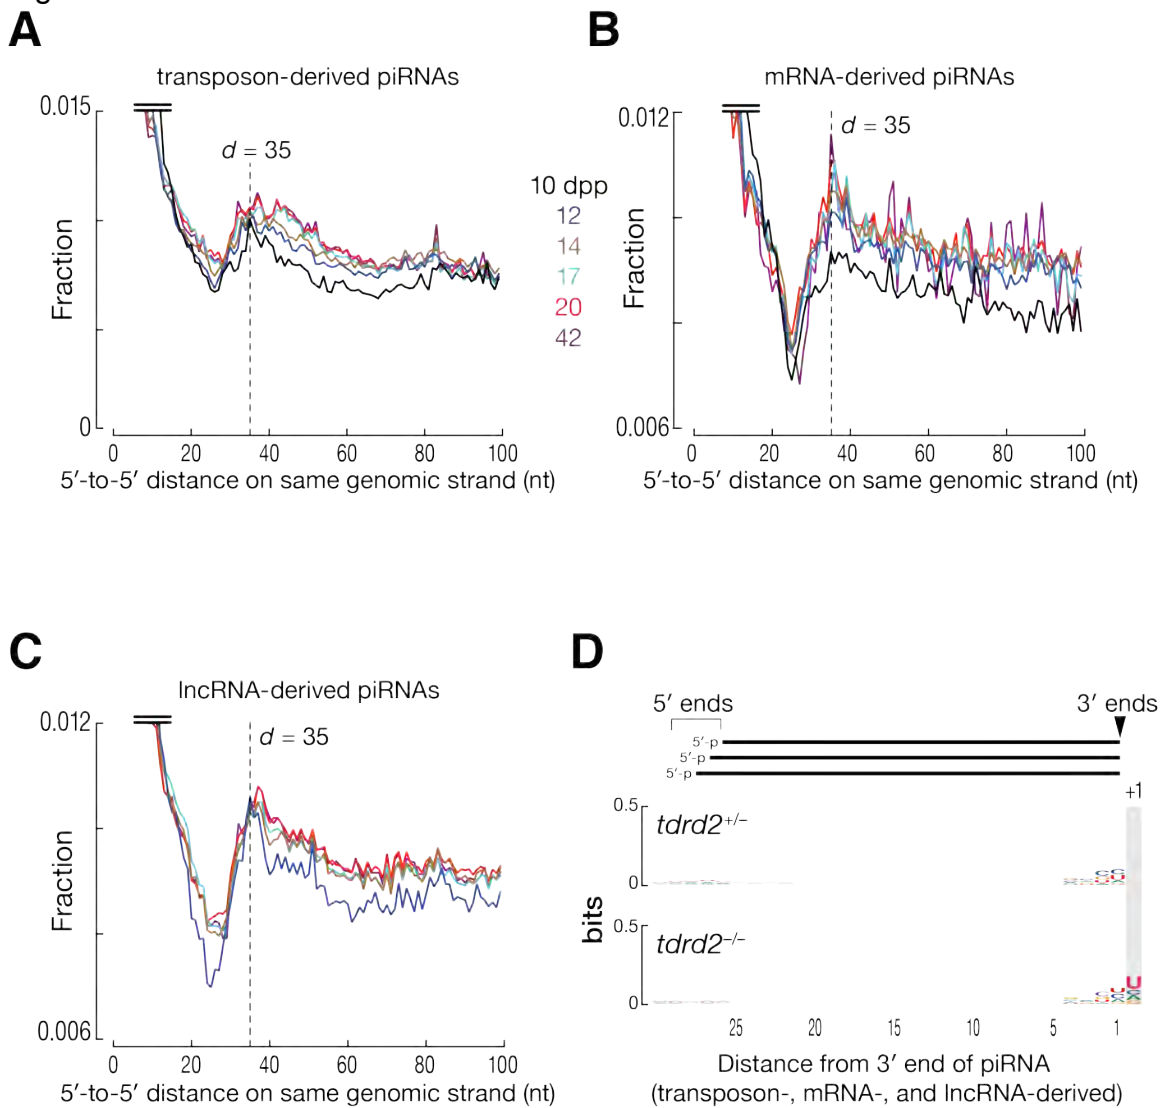 A
transposon-derived piRNAs
0.015
d = 35
Fraction
0
0 20 40 60 80 100
5′-to-5′ distance on same genomic strand (nt)
10 dpp
12
14
17
20
42
B
mRNA-derived piRNAs
0.012
d = 35
Fraction
0.006
0 20 40 60 80 100
5′-to-5′ distance on same genomic strand (nt)
C
lncRNA-derived piRNAs
0.012
d = 35
Fraction
0.006
0 20 40 60 80 100
5′-to-5′ distance on same genomic strand (nt)
D
5′ ends 3′ ends
5′-p
5′-p
5′-p
+1
0.5
tdrd2+/−
0
bits
0.5
tdrd2−/−
0
25 20 15 10 5 1
Distance from 3′ end of piRNA
(transposon-, mRNA-, and lncRNA-derived)